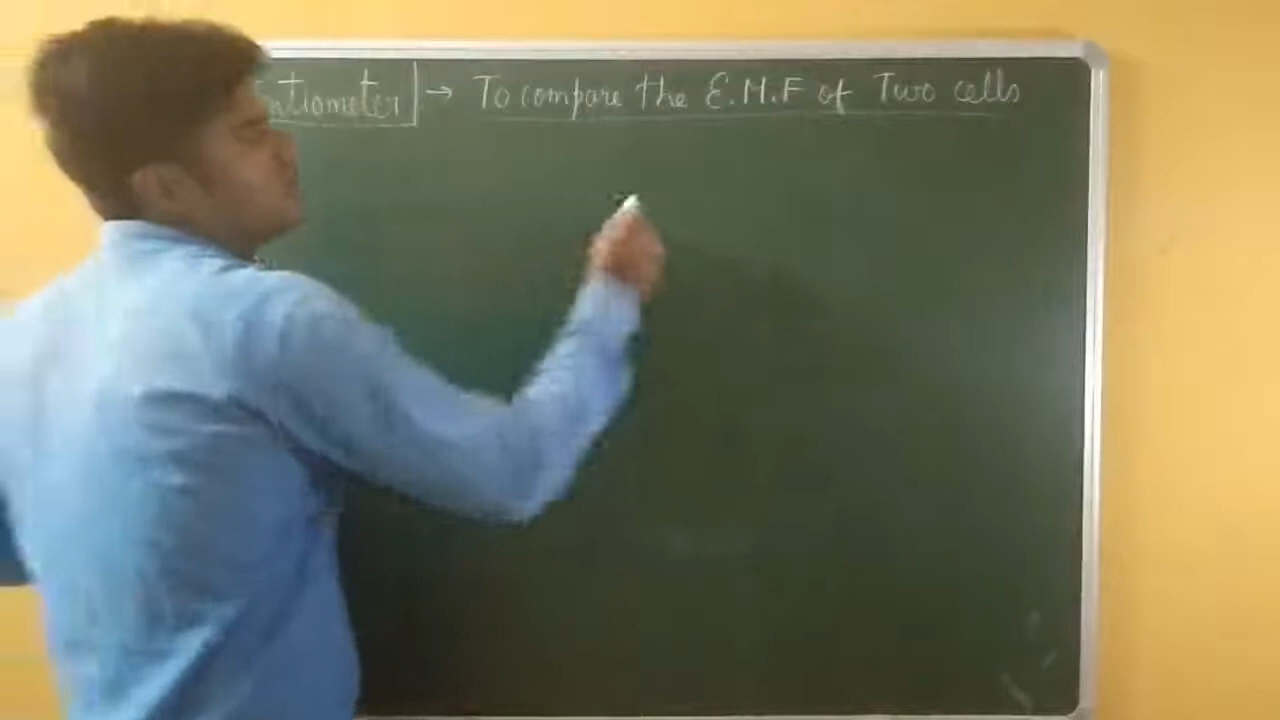 ntiometer → To compare the E.M.F of Two cells